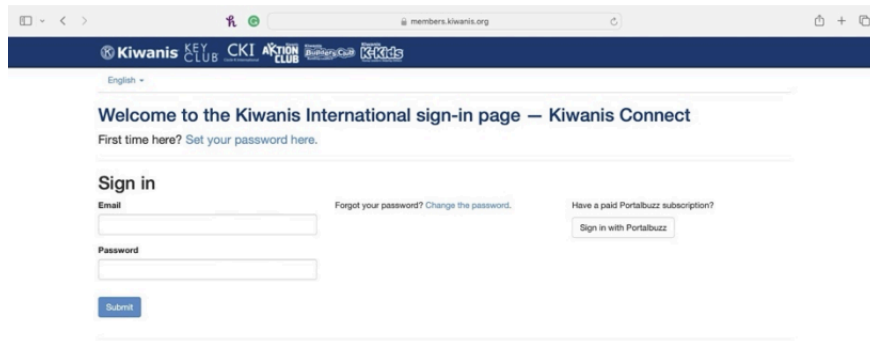 members.kiwanis.org
Kiwanis KEY CLUB CKI AKTION CLUB Builders Club K-Kids
English
Welcome to the Kiwanis International sign-in page — Kiwanis Connect
First time here? Set your password here.
Sign in
Email
Forgot your password? Change the password.
Have a paid Portalbuzz subscription?
Sign in with Portalbuzz
Password
Submit